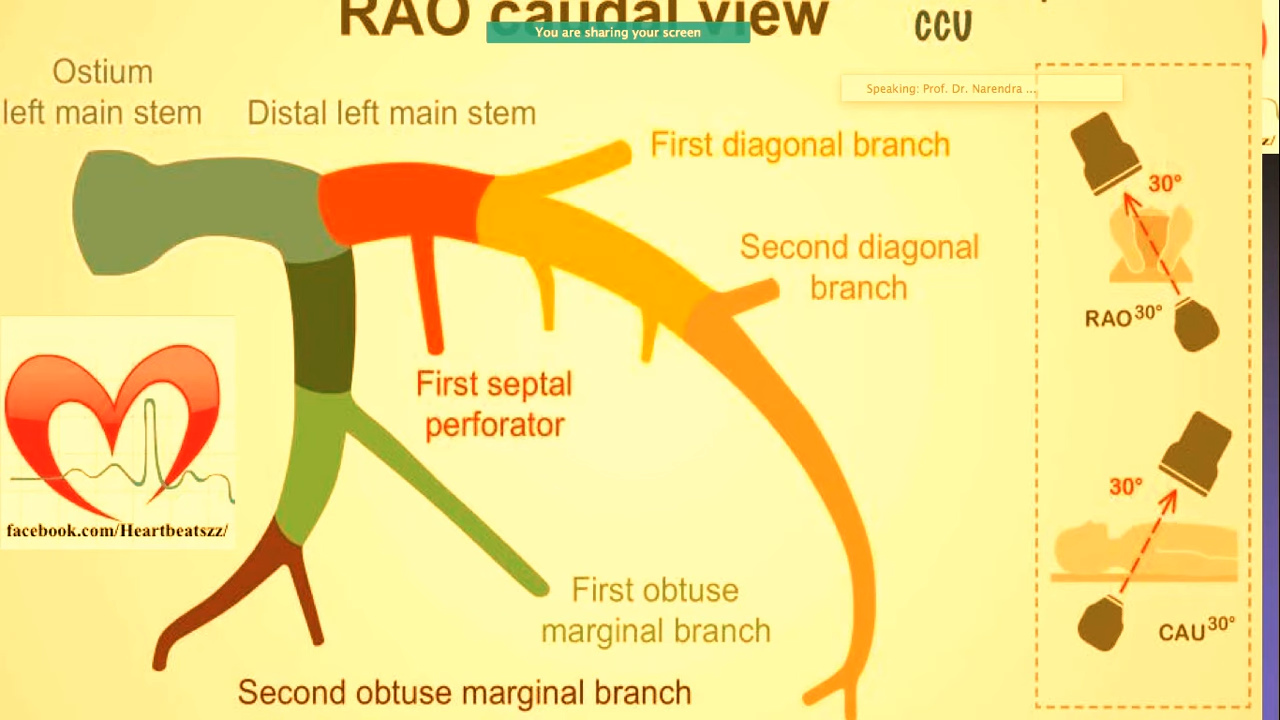 RAO caudal view
CCU
You are sharing your screen
Speaking: Prof. Dr. Narendra ...
Ostium
left main stem
Distal left main stem
First diagonal branch
30°
RAO30°
Second diagonal
branch
First septal
perforator
30°
CAU30°
facebook.com/Heartbeatszz/
First obtuse
marginal branch
Second obtuse marginal branch